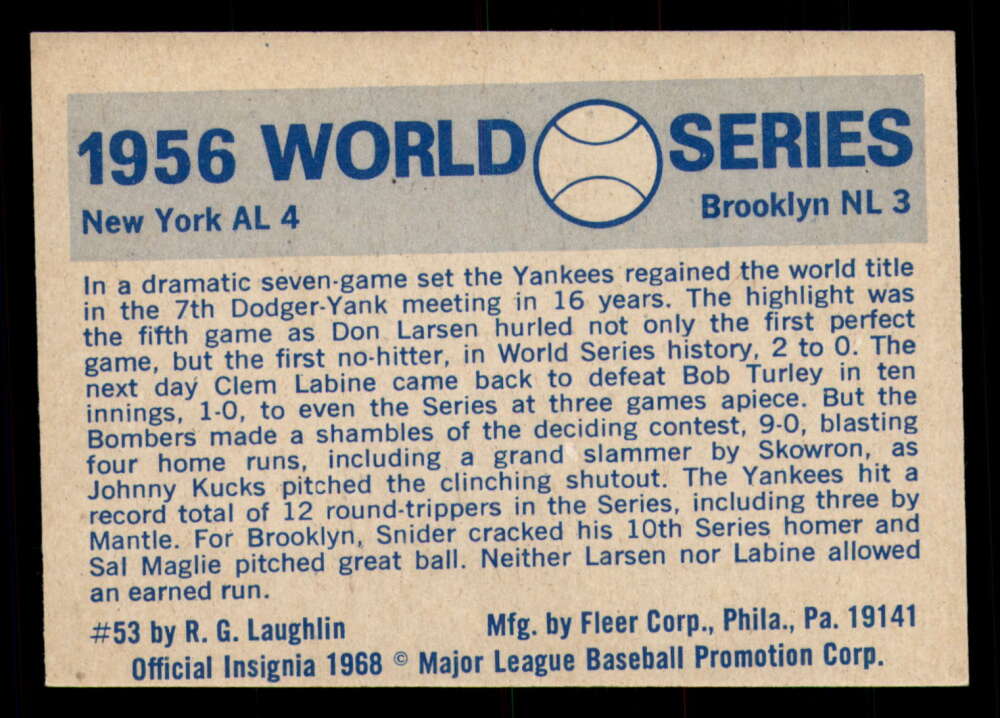 1956 WORLD SERIES
New York AL 4
Brooklyn NL 3
In a dramatic seven-game set the Yankees regained the world title
in the 7th Dodger-Yank meeting in 16 years. The highlight was
the fifth game as Don Larsen hurled not only the first perfect
game, but the first no-hitter, in World Series history, 2 to 0. The
next day Clem Labine came back to defeat Bob Turley in ten
innings, 1-0, to even the Series at three games apiece. But the
Bombers made a shambles of the deciding contest, 9-0, blasting
four home runs, including a grand slammer by Skowron, as
Johnny Kucks pitched the clinching shutout. The Yankees hit a
record total of 12 round-trippers in the Series, including three by
Mantle. For Brooklyn, Snider cracked his 10th Series homer and
Sal Maglie pitched great ball. Neither Larsen nor Labine allowed
an earned run.
#53 by R. G. Laughlin
Mfg. by Fleer Corp., Phila., Pa. 19141
Official Insignia 1968 © Major League Baseball Promotion Corp.